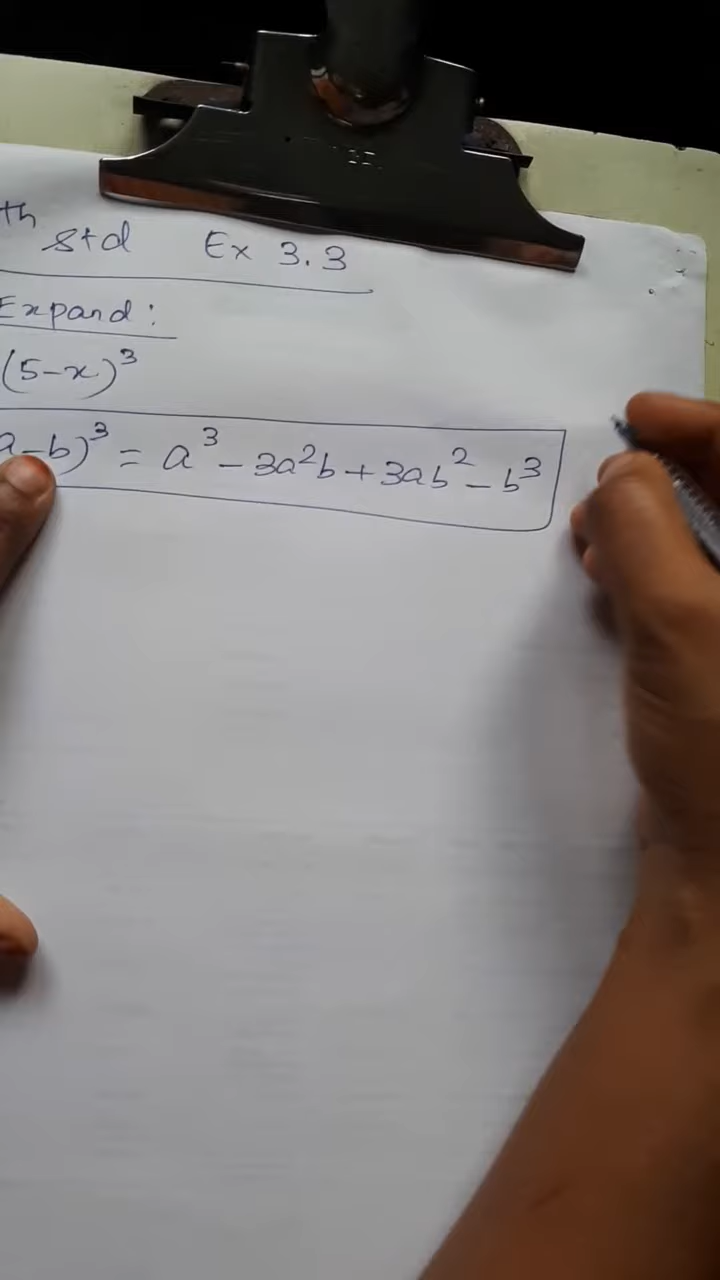 th std Ex 3.3
Expand:
(5-x)³
a-b)³ = a³ - 3a²b + 3ab² - b³